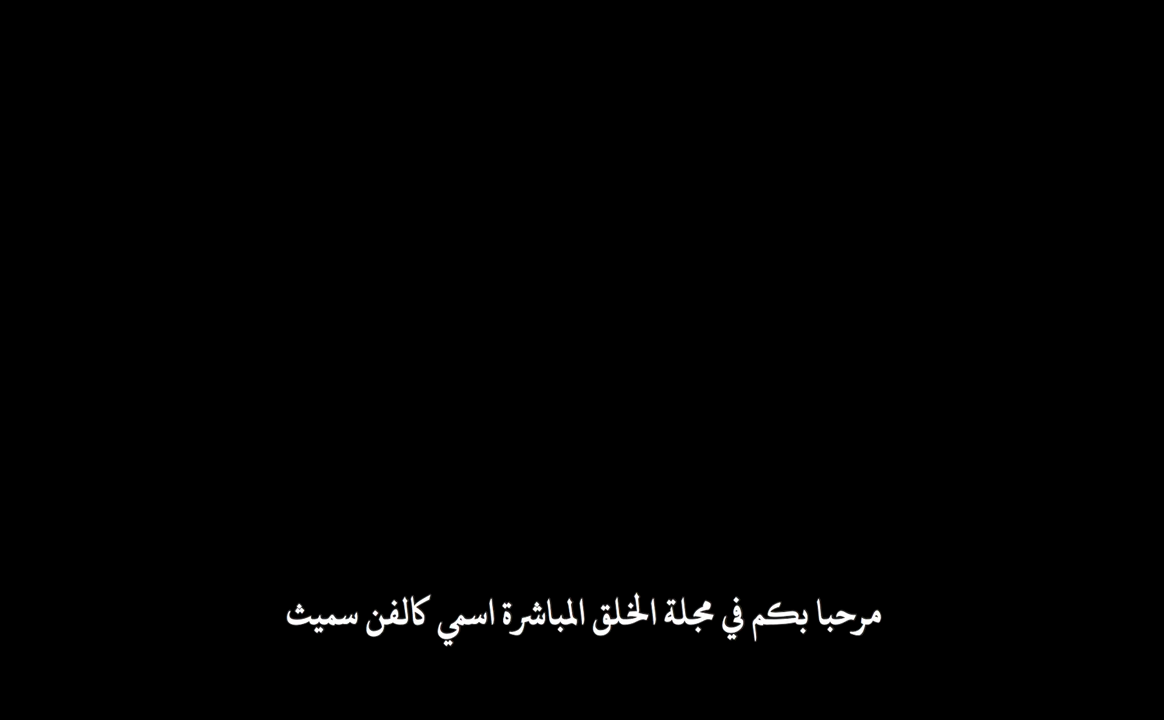 مرحبا بكم في مجلة الخلق المباشرة اسمي كالفن سميث